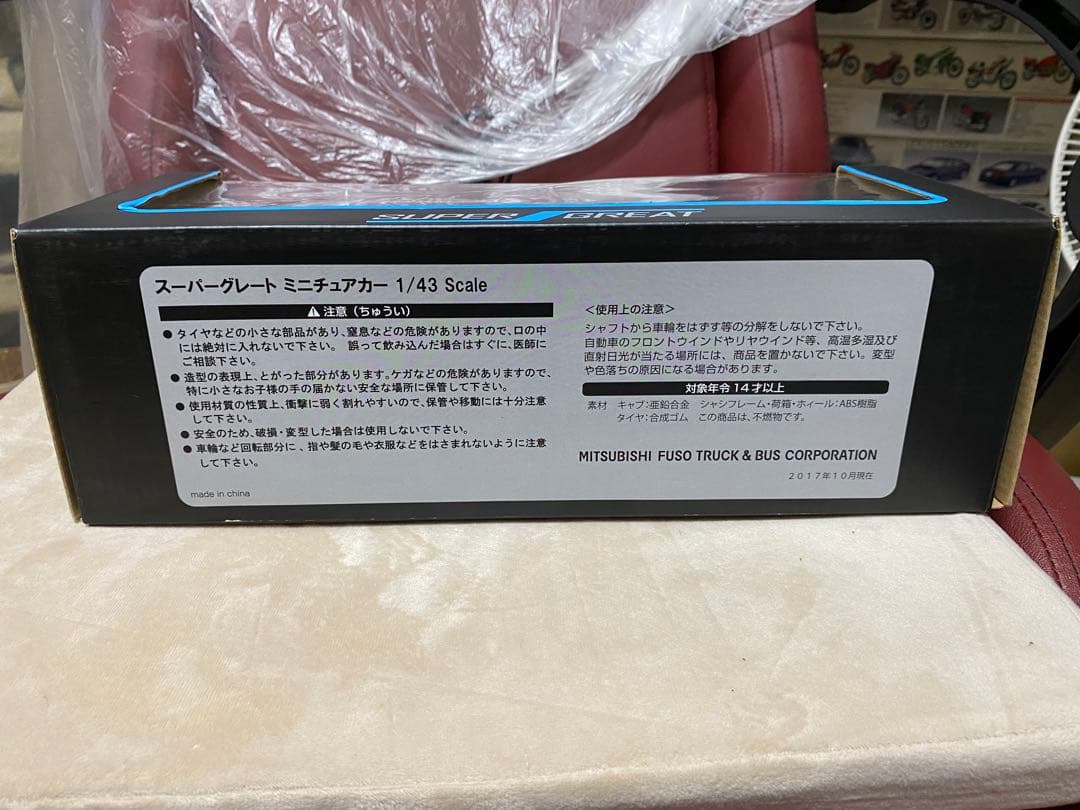 SUPER GREAT
スーパーグレート ミニチュアカー 1/43 Scale
⚠ 注意（ちゅうい）
● タイヤなどの小さな部品があり、窒息などの危険がありますので、口の中
には絶対に入れないで下さい。 誤って飲み込んだ場合はすぐに、医師に
ご相談下さい。
● 造型の表現上、とがった部分があります。ケガなどの危険がありますので、
特に小さなお子様の手の届かない安全な場所に保管して下さい。
● 使用材質の性質上、衝撃に弱く割れやすいので、保管や移動には十分注意
して下さい。
● 安全のため、破損・変型した場合は使用しないで下さい。
● 車輪など回転部分に、指や髪の毛や衣服などをはさまれないように注意
して下さい。
made in china
＜使用上の注意＞
シャフトから車輪をはずす等の分解をしないで下さい。
自動車のフロントウインドやリヤウインド等、高温多湿及び
直射日光が当たる場所には、商品を置かないで下さい。変型
や色落ちの原因になる場合があります。
対象年令 14才以上
素材 キャブ：亜鉛合金 シャシフレーム・荷箱・ホィール：ABS樹脂
タイヤ：合成ゴム この商品は、不燃物です。
MITSUBISHI FUSO TRUCK & BUS CORPORATION
2017年10月現在